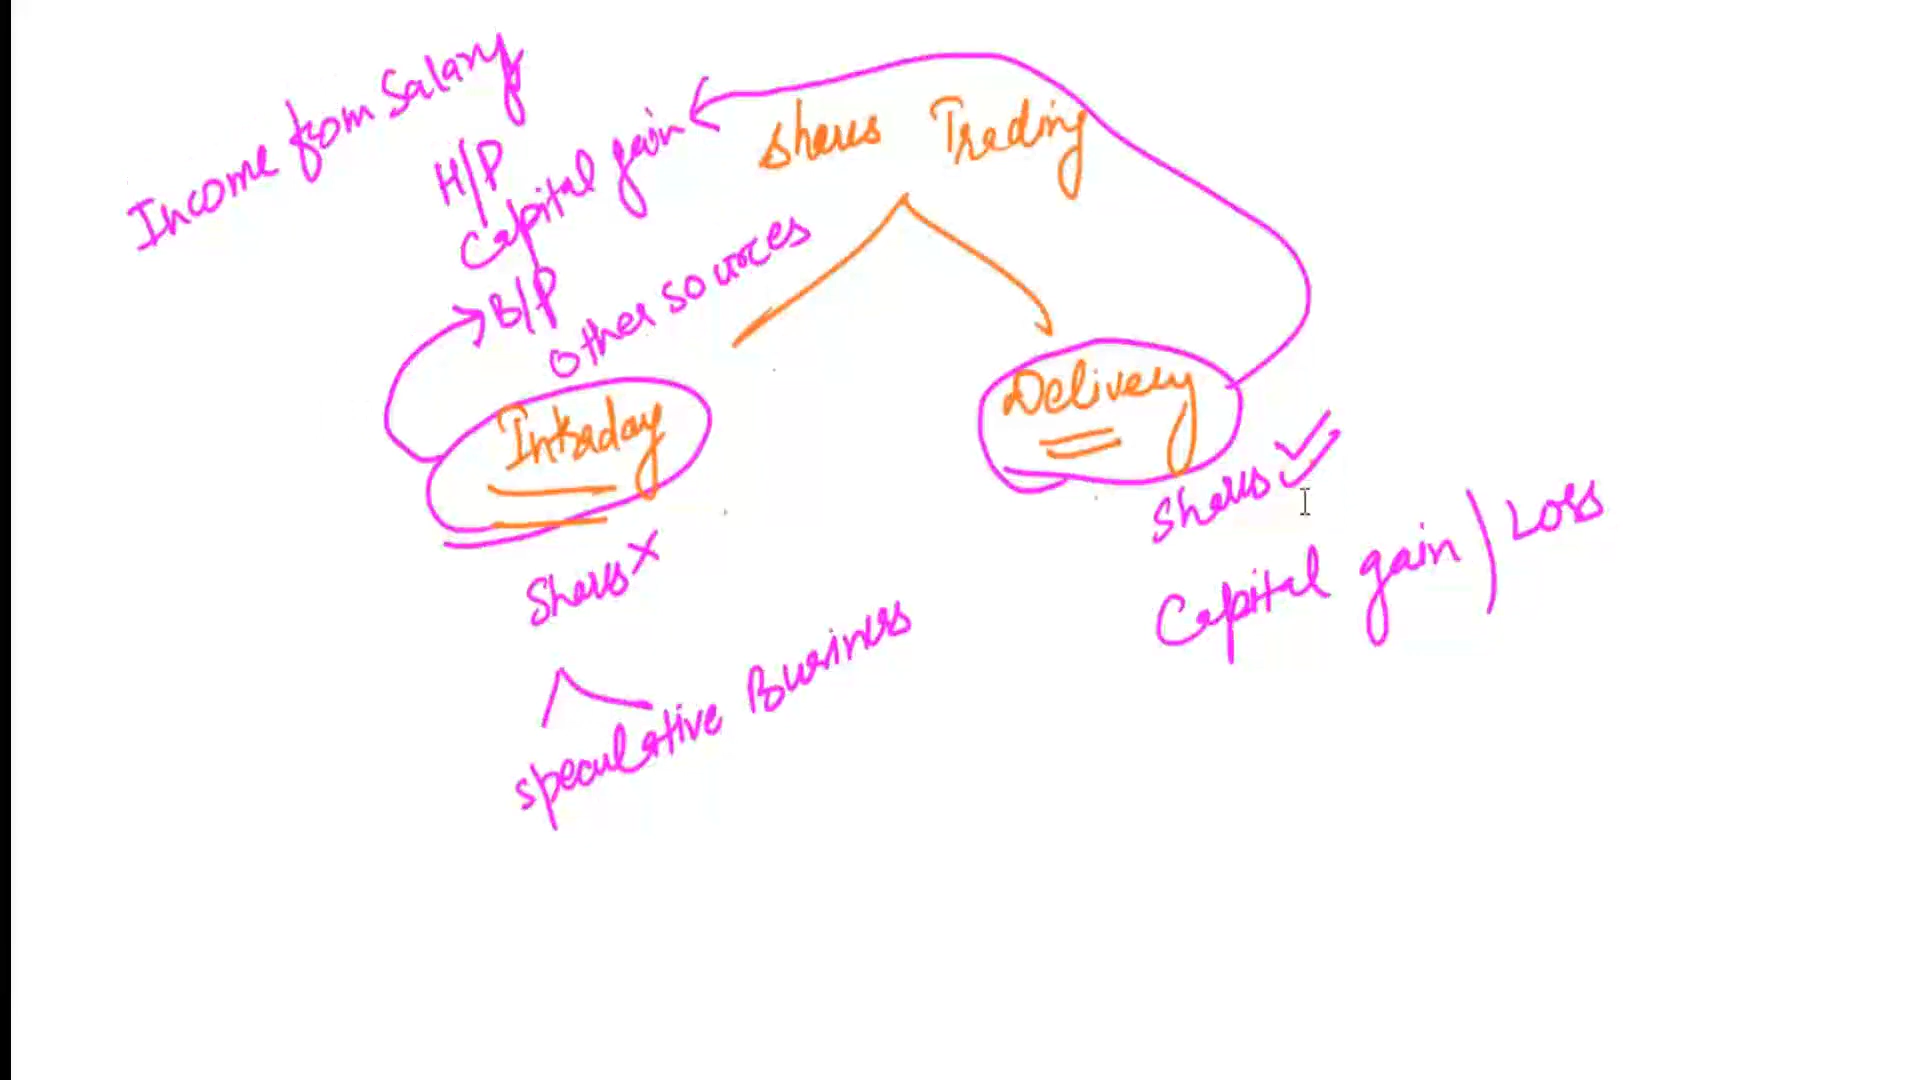 Income from Salary
H/P
Capital gain
B/P
Other sources
Shares Trading
Intraday
Delivery
Shares X
Shares ✓
Capital gain / Loss
speculative Business